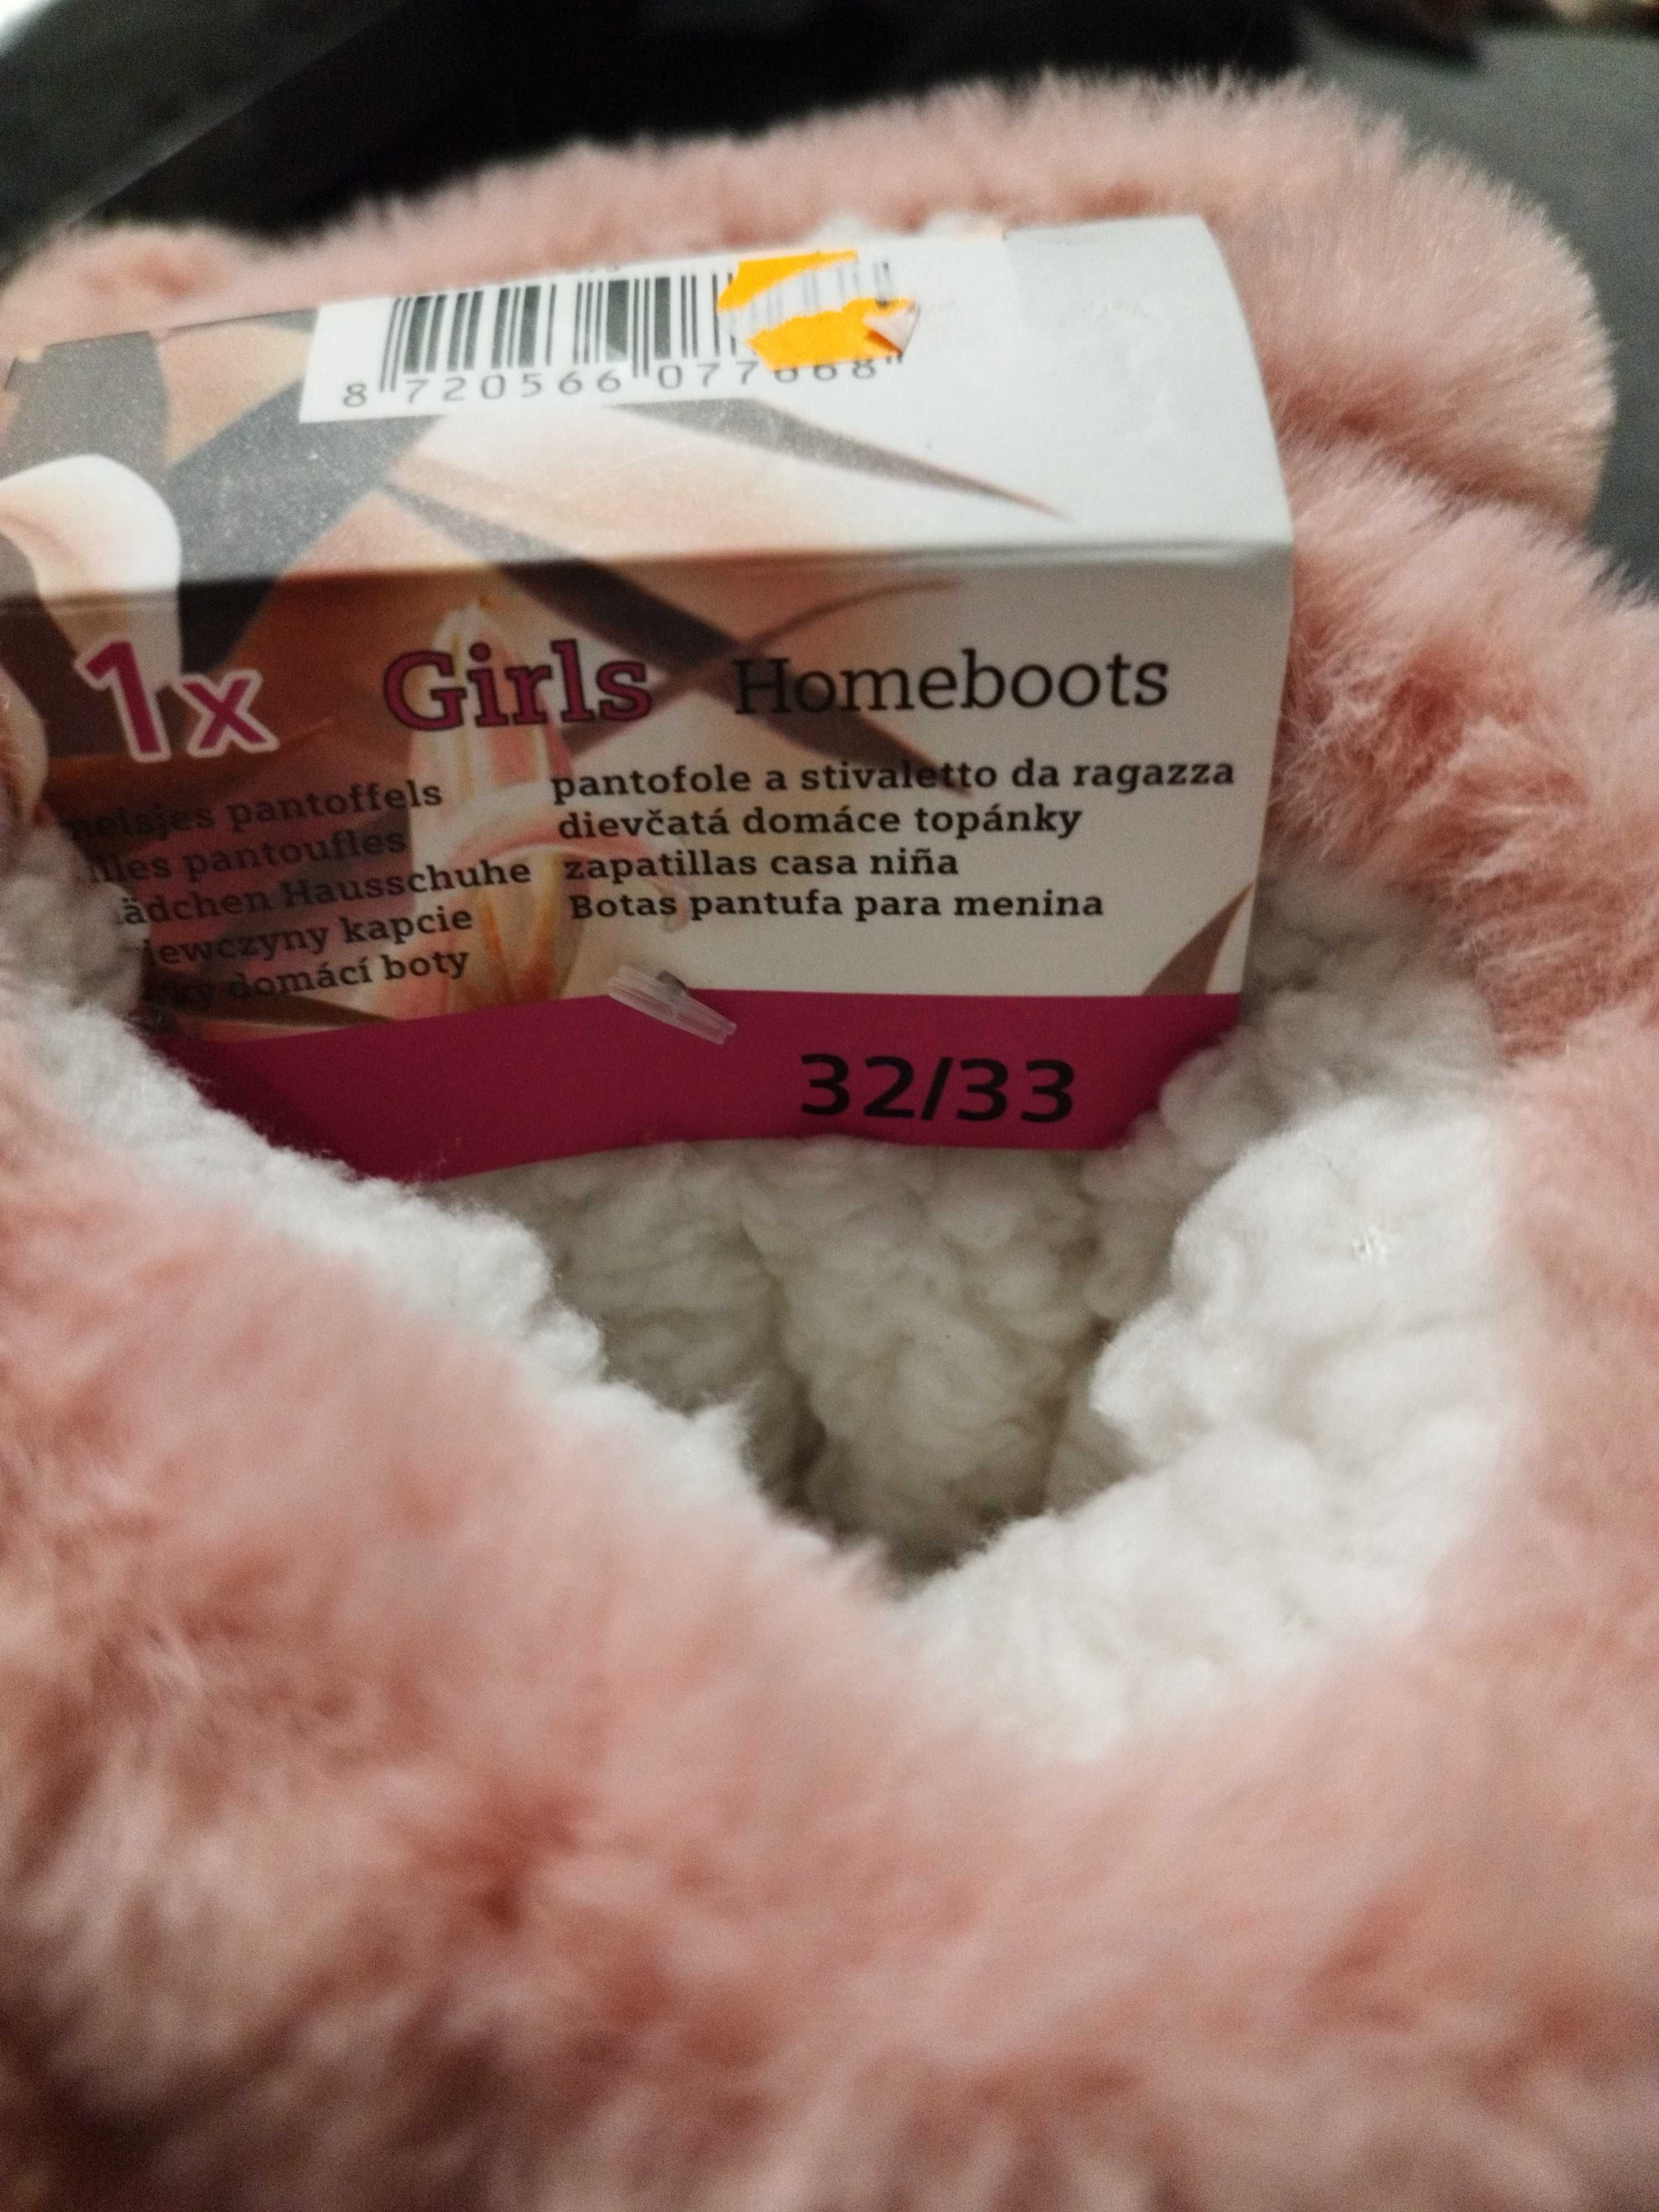 8 720566 077668
1x Girls Homeboots
pantoffels
pantoufles
Hausschuhe
kapcie
domácí boty
pantofole a stivaletto da ragazza
dievčatá domáce topánky
zapatillas casa niña
Botas pantufa para menina
32/33